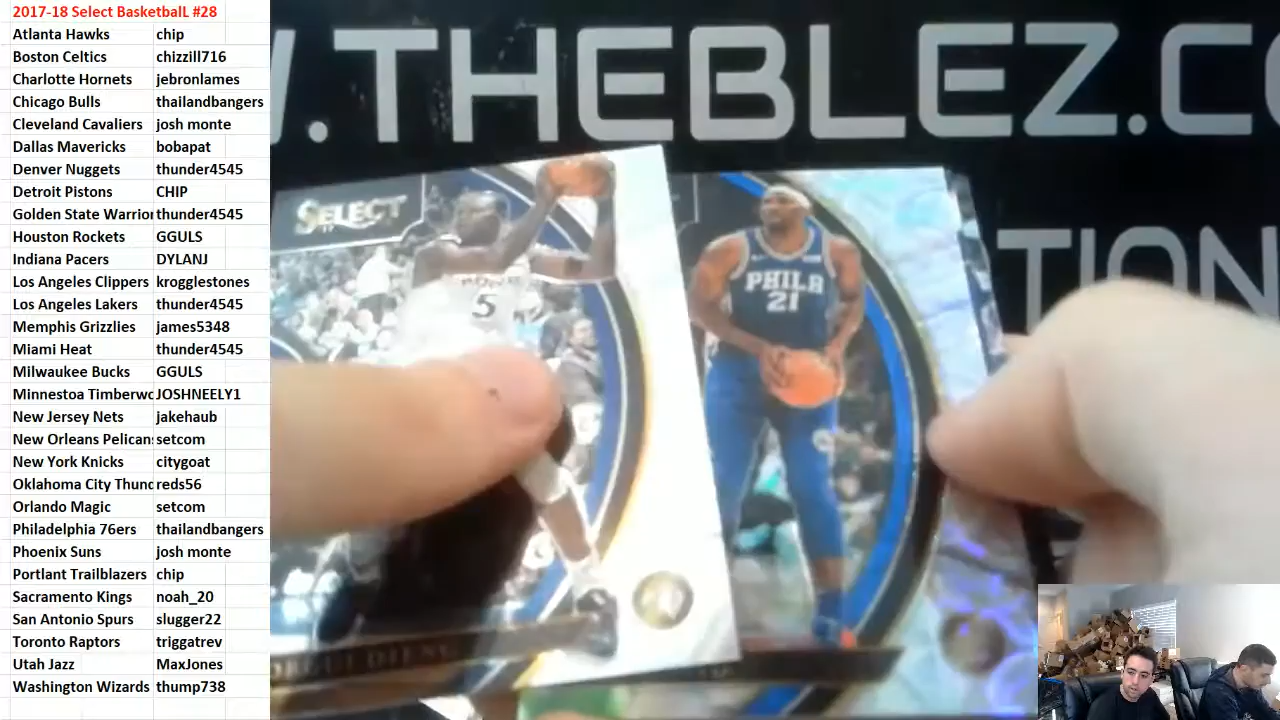 2017-18 Select BasketballL #28
Atlanta Hawks chip
Boston Celtics chizzill716
Charlotte Hornets jebronlames
Chicago Bulls thailandbangers
Cleveland Cavaliers josh monte
Dallas Mavericks bobapat
Denver Nuggets thunder4545
Detroit Pistons CHIP
Golden State Warrior thunder4545
Houston Rockets GGULS
Indiana Pacers DYLANJ
Los Angeles Clippers krogglestones
Los Angeles Lakers thunder4545
Memphis Grizzlies james5348
Miami Heat thunder4545
Milwaukee Bucks GGULS
Minnestoa Timberwo JOSHNEELY1
New Jersey Nets jakehaub
New Orleans Pelican setcom
New York Knicks citygoat
Oklahoma City Thund reds56
Orlando Magic setcom
Philadelphia 76ers thailandbangers
Phoenix Suns josh monte
Portlant Trailblazers chip
Sacramento Kings noah_20
San Antonio Spurs slugger22
Toronto Raptors triggatrev
Utah Jazz MaxJones
Washington Wizards thump738
W.THEBLEZ.CO
TION
SELECT
5
PHILA
21